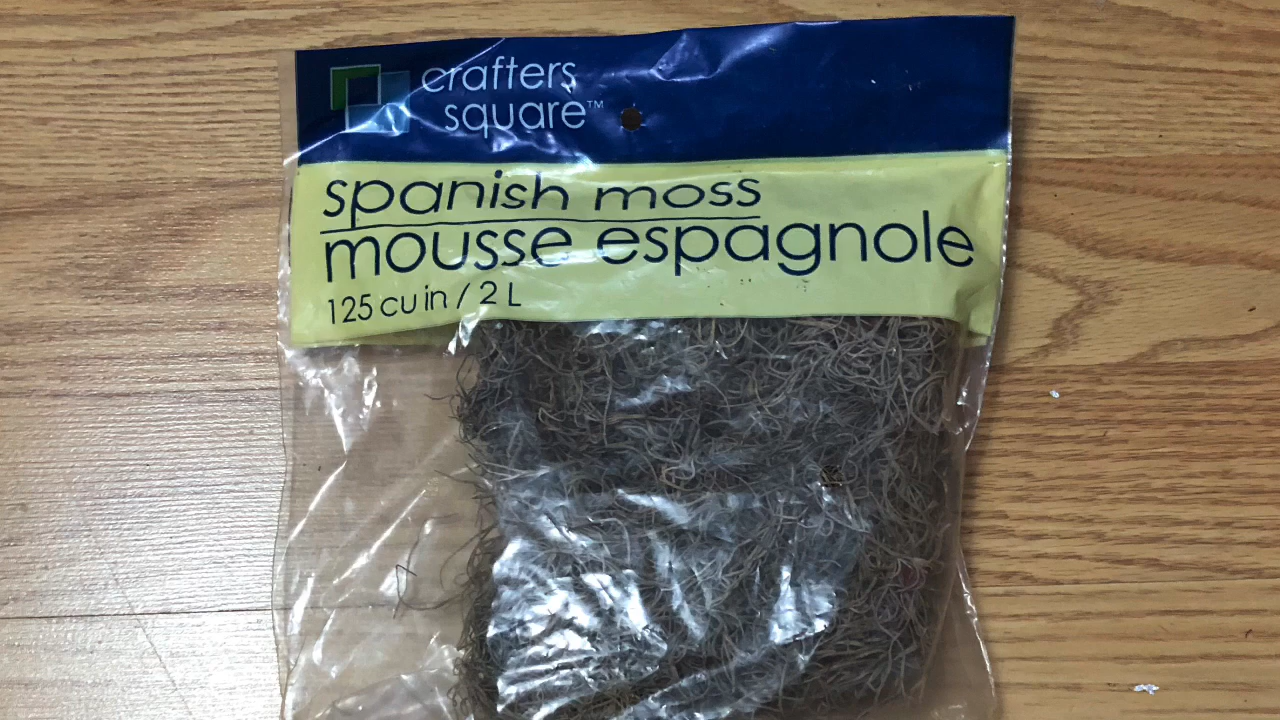 crafters
square™
spanish moss
mousse espagnole
125 cu in / 2 L